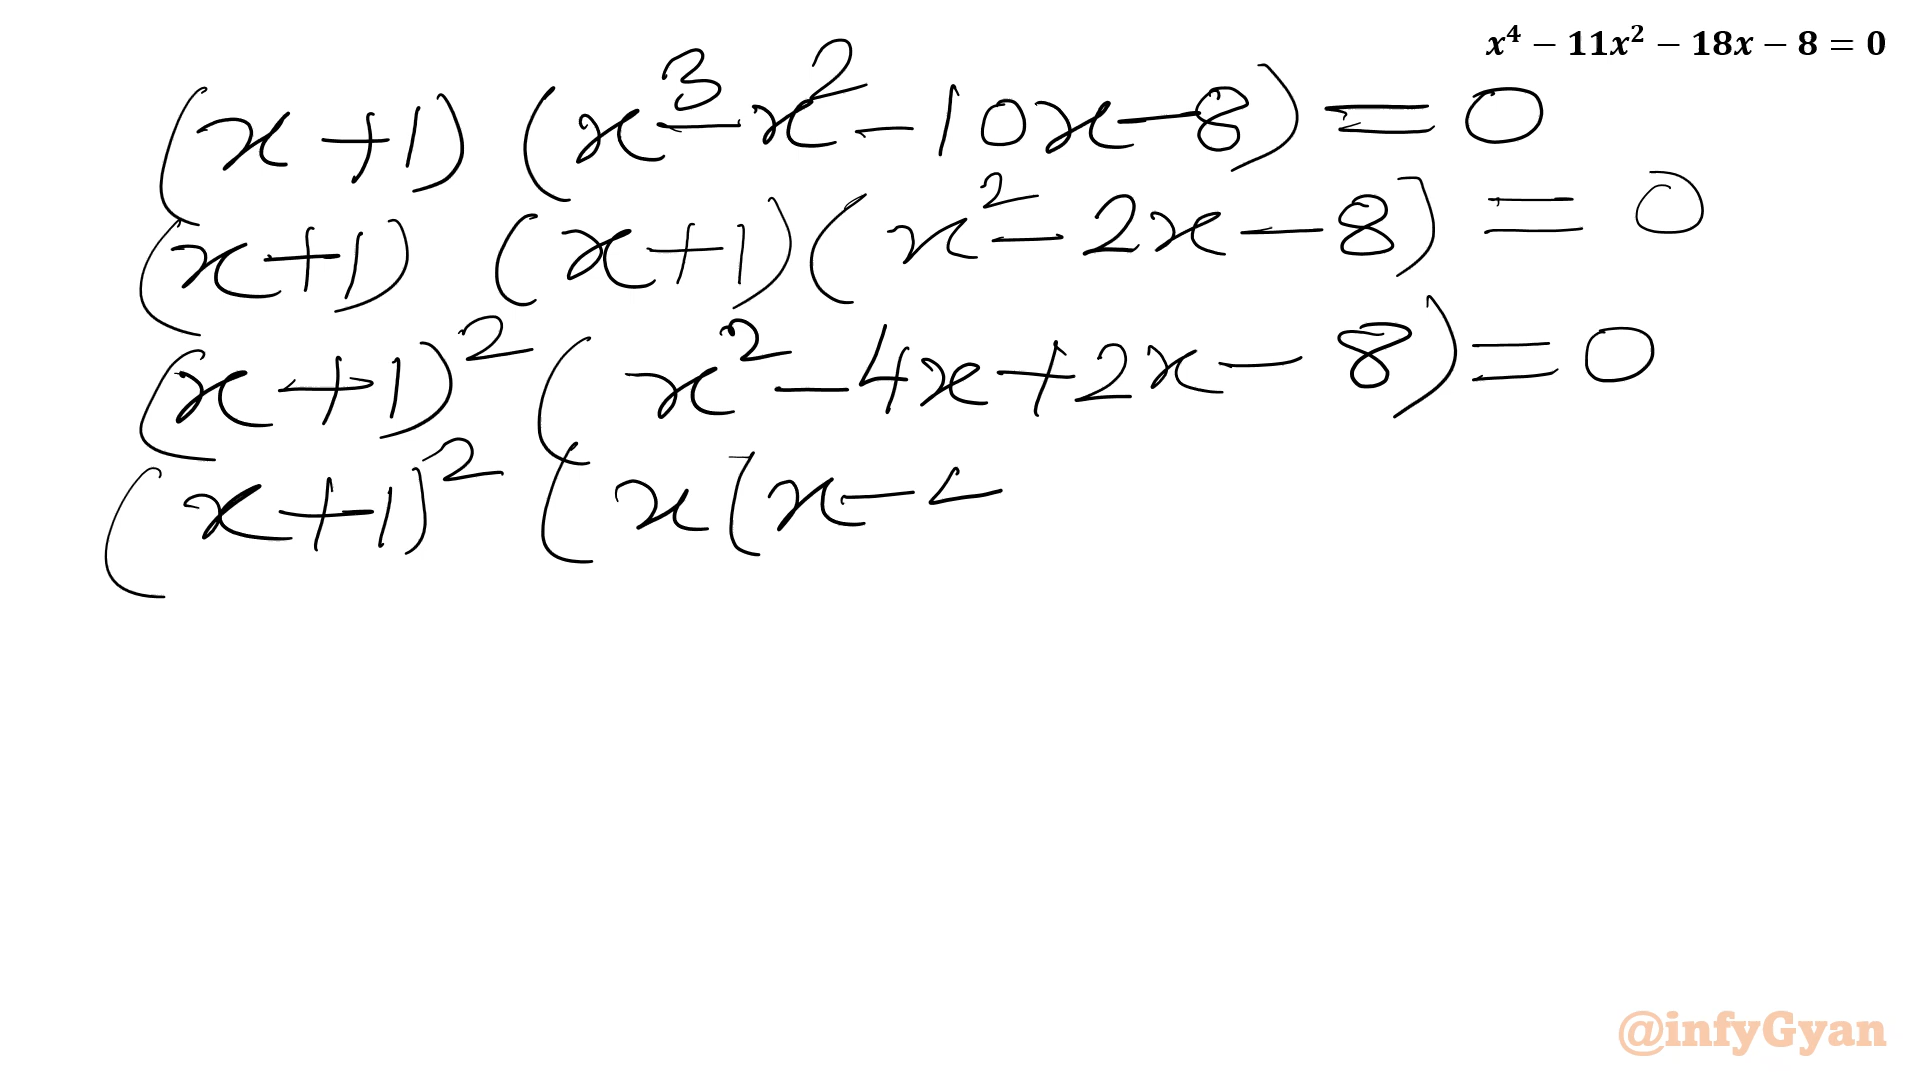 x⁴ − 11x² − 18x − 8 = 0
(x+1) (x³−x²−10x−8)=0
(x+1) (x+1)(x²−2x−8)=0
(x+1)²(x²−4x+2x−8)=0
(x+1)²(x(x−4
@infyGyan